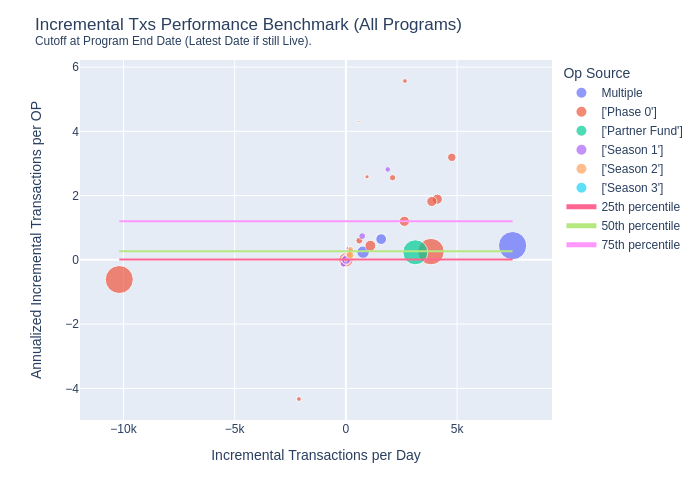 Incremental Txs Performance Benchmark (All Programs)
Cutoff at Program End Date (Latest Date if still Live).
Annualized Incremental Transactions per OP
6
4
2
0
−2
−4
−10k
−5k
0
5k
Incremental Transactions per Day
Op Source
Multiple
['Phase 0']
['Partner Fund']
['Season 1']
['Season 2']
['Season 3']
25th percentile
50th percentile
75th percentile